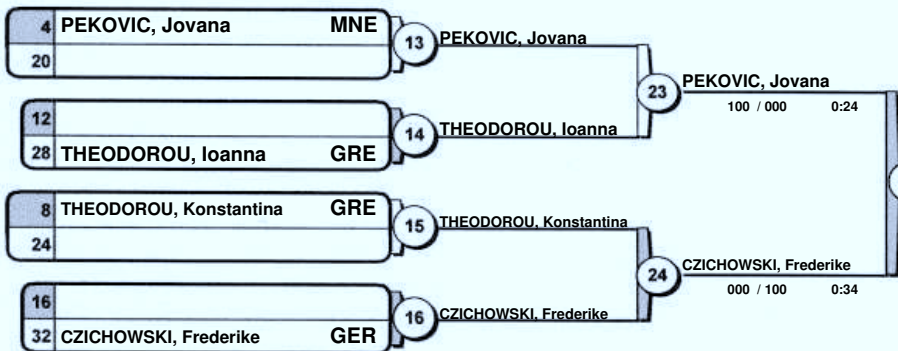 4 PEKOVIC, Jovana MNE
20
13 PEKOVIC, Jovana
12
28 THEODOROU, Ioanna GRE
14 THEODOROU, Ioanna
23 PEKOVIC, Jovana
100 / 000 0:24
8 THEODOROU, Konstantina GRE
24
15 THEODOROU, Konstantina
16
32 CZICHOWSKI, Frederike GER
16 CZICHOWSKI, Frederike
24 CZICHOWSKI, Frederike
000 / 100 0:34